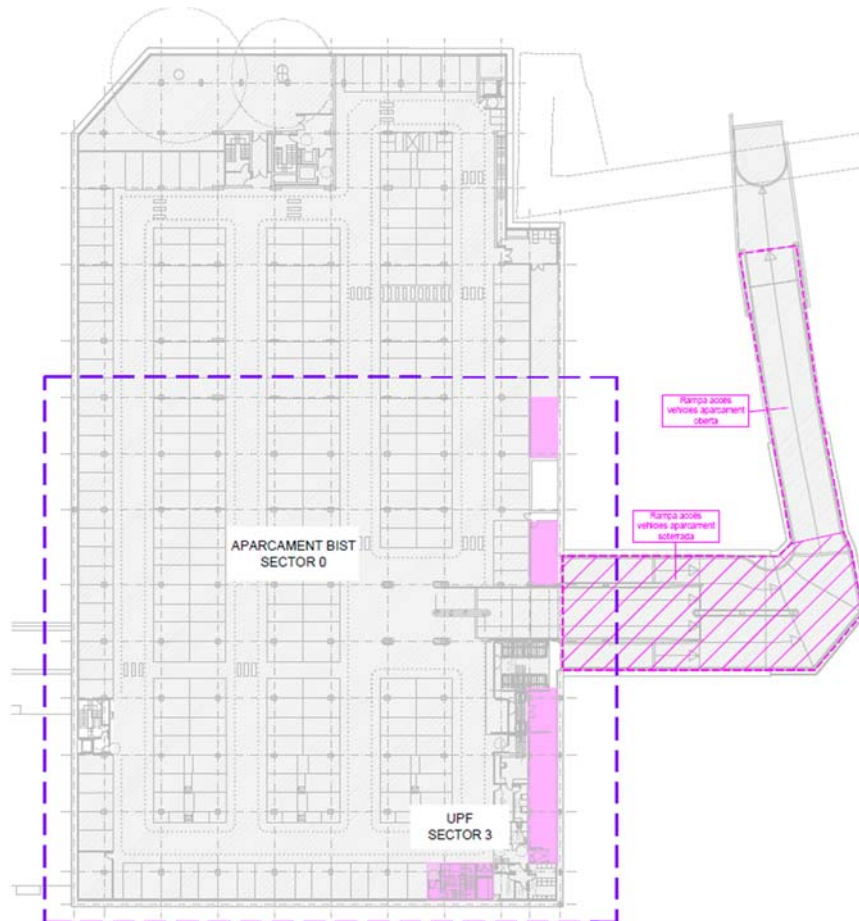 Rampa accés
vehicles aparcament
oberta
Rampa accés
vehicles aparcament
soterrada
APARCAMENT BIST
SECTOR 0
UPF
SECTOR 3